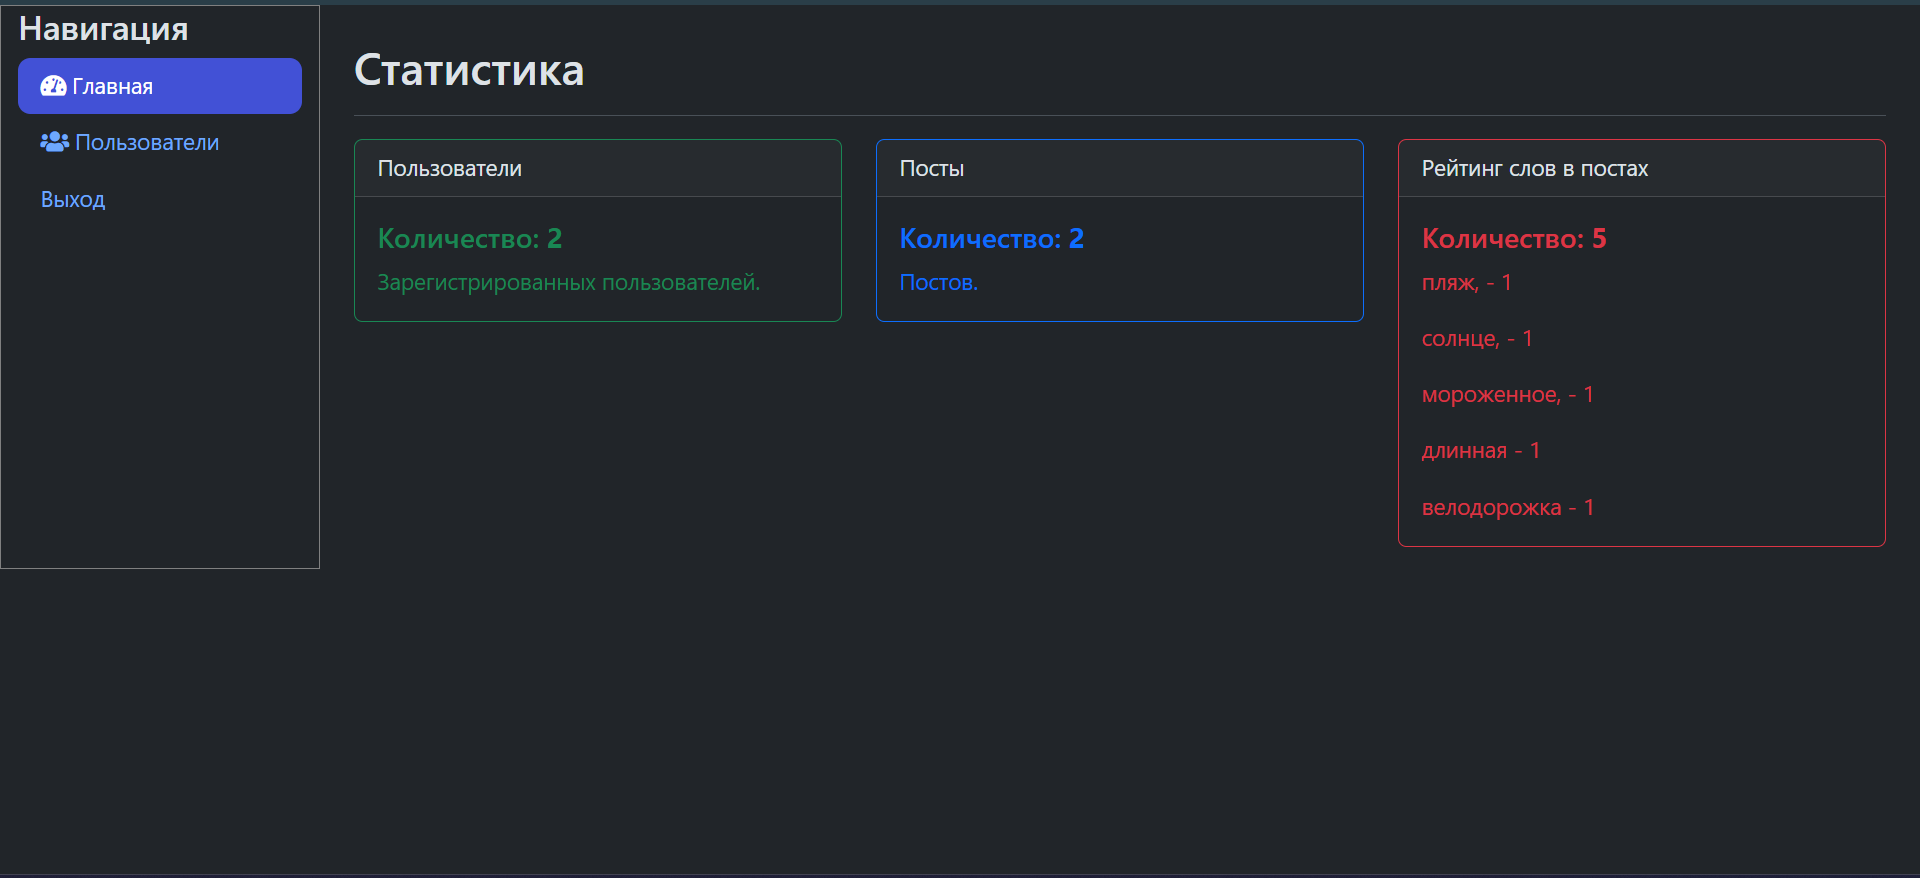 Навигация
Главная
Пользователи
Выход
Статистика
Пользователи
Количество: 2
Зарегистрированных пользователей.
Посты
Количество: 2
Постов.
Рейтинг слов в постах
Количество: 5
пляж, - 1
солнце, - 1
мороженное, - 1
длинная - 1
велодорожка - 1